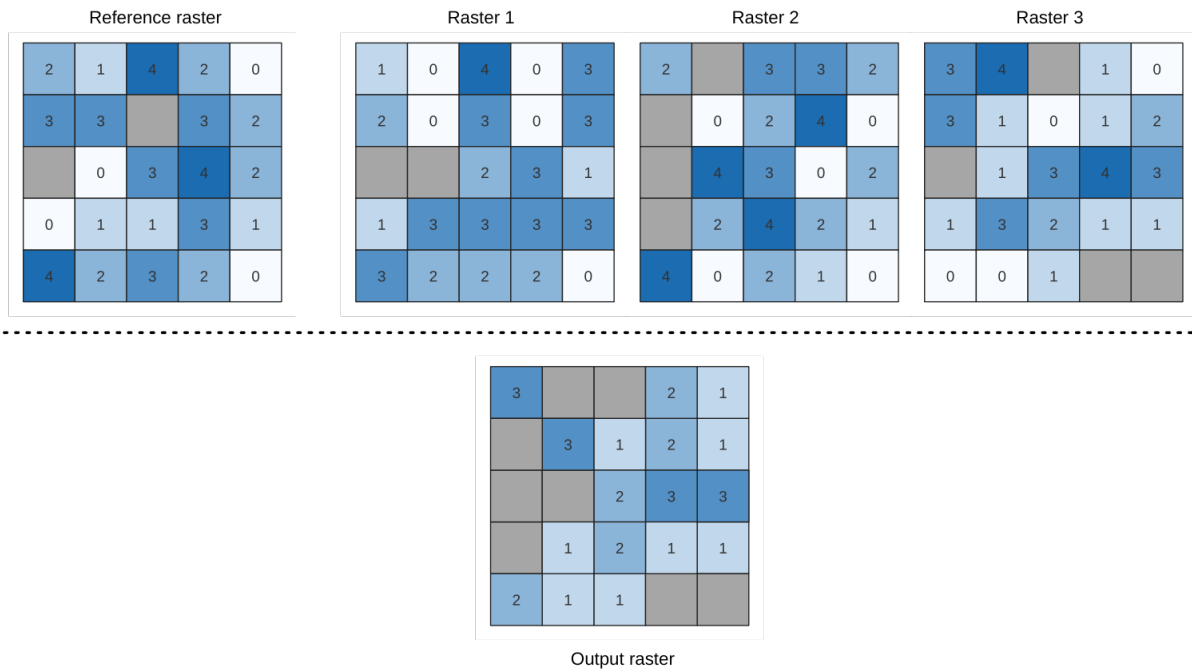 Reference raster Raster 1 Raster 2 Raster 3
2 1 4 2 0 1 0 4 0 3 2 3 3 2 3 4 1 0
3 3 3 2 2 0 3 0 3 0 2 4 0 3 1 0 1 2
0 3 4 2 2 3 1 4 3 0 2 1 3 4 3
0 1 1 3 1 1 3 3 3 3 2 4 2 1 1 3 2 1 1
4 2 3 2 0 3 2 2 2 0 4 0 2 1 0 0 0 1
3 2 1
3 1 2 1
2 3 3
1 2 1 1
2 1 1
Output raster